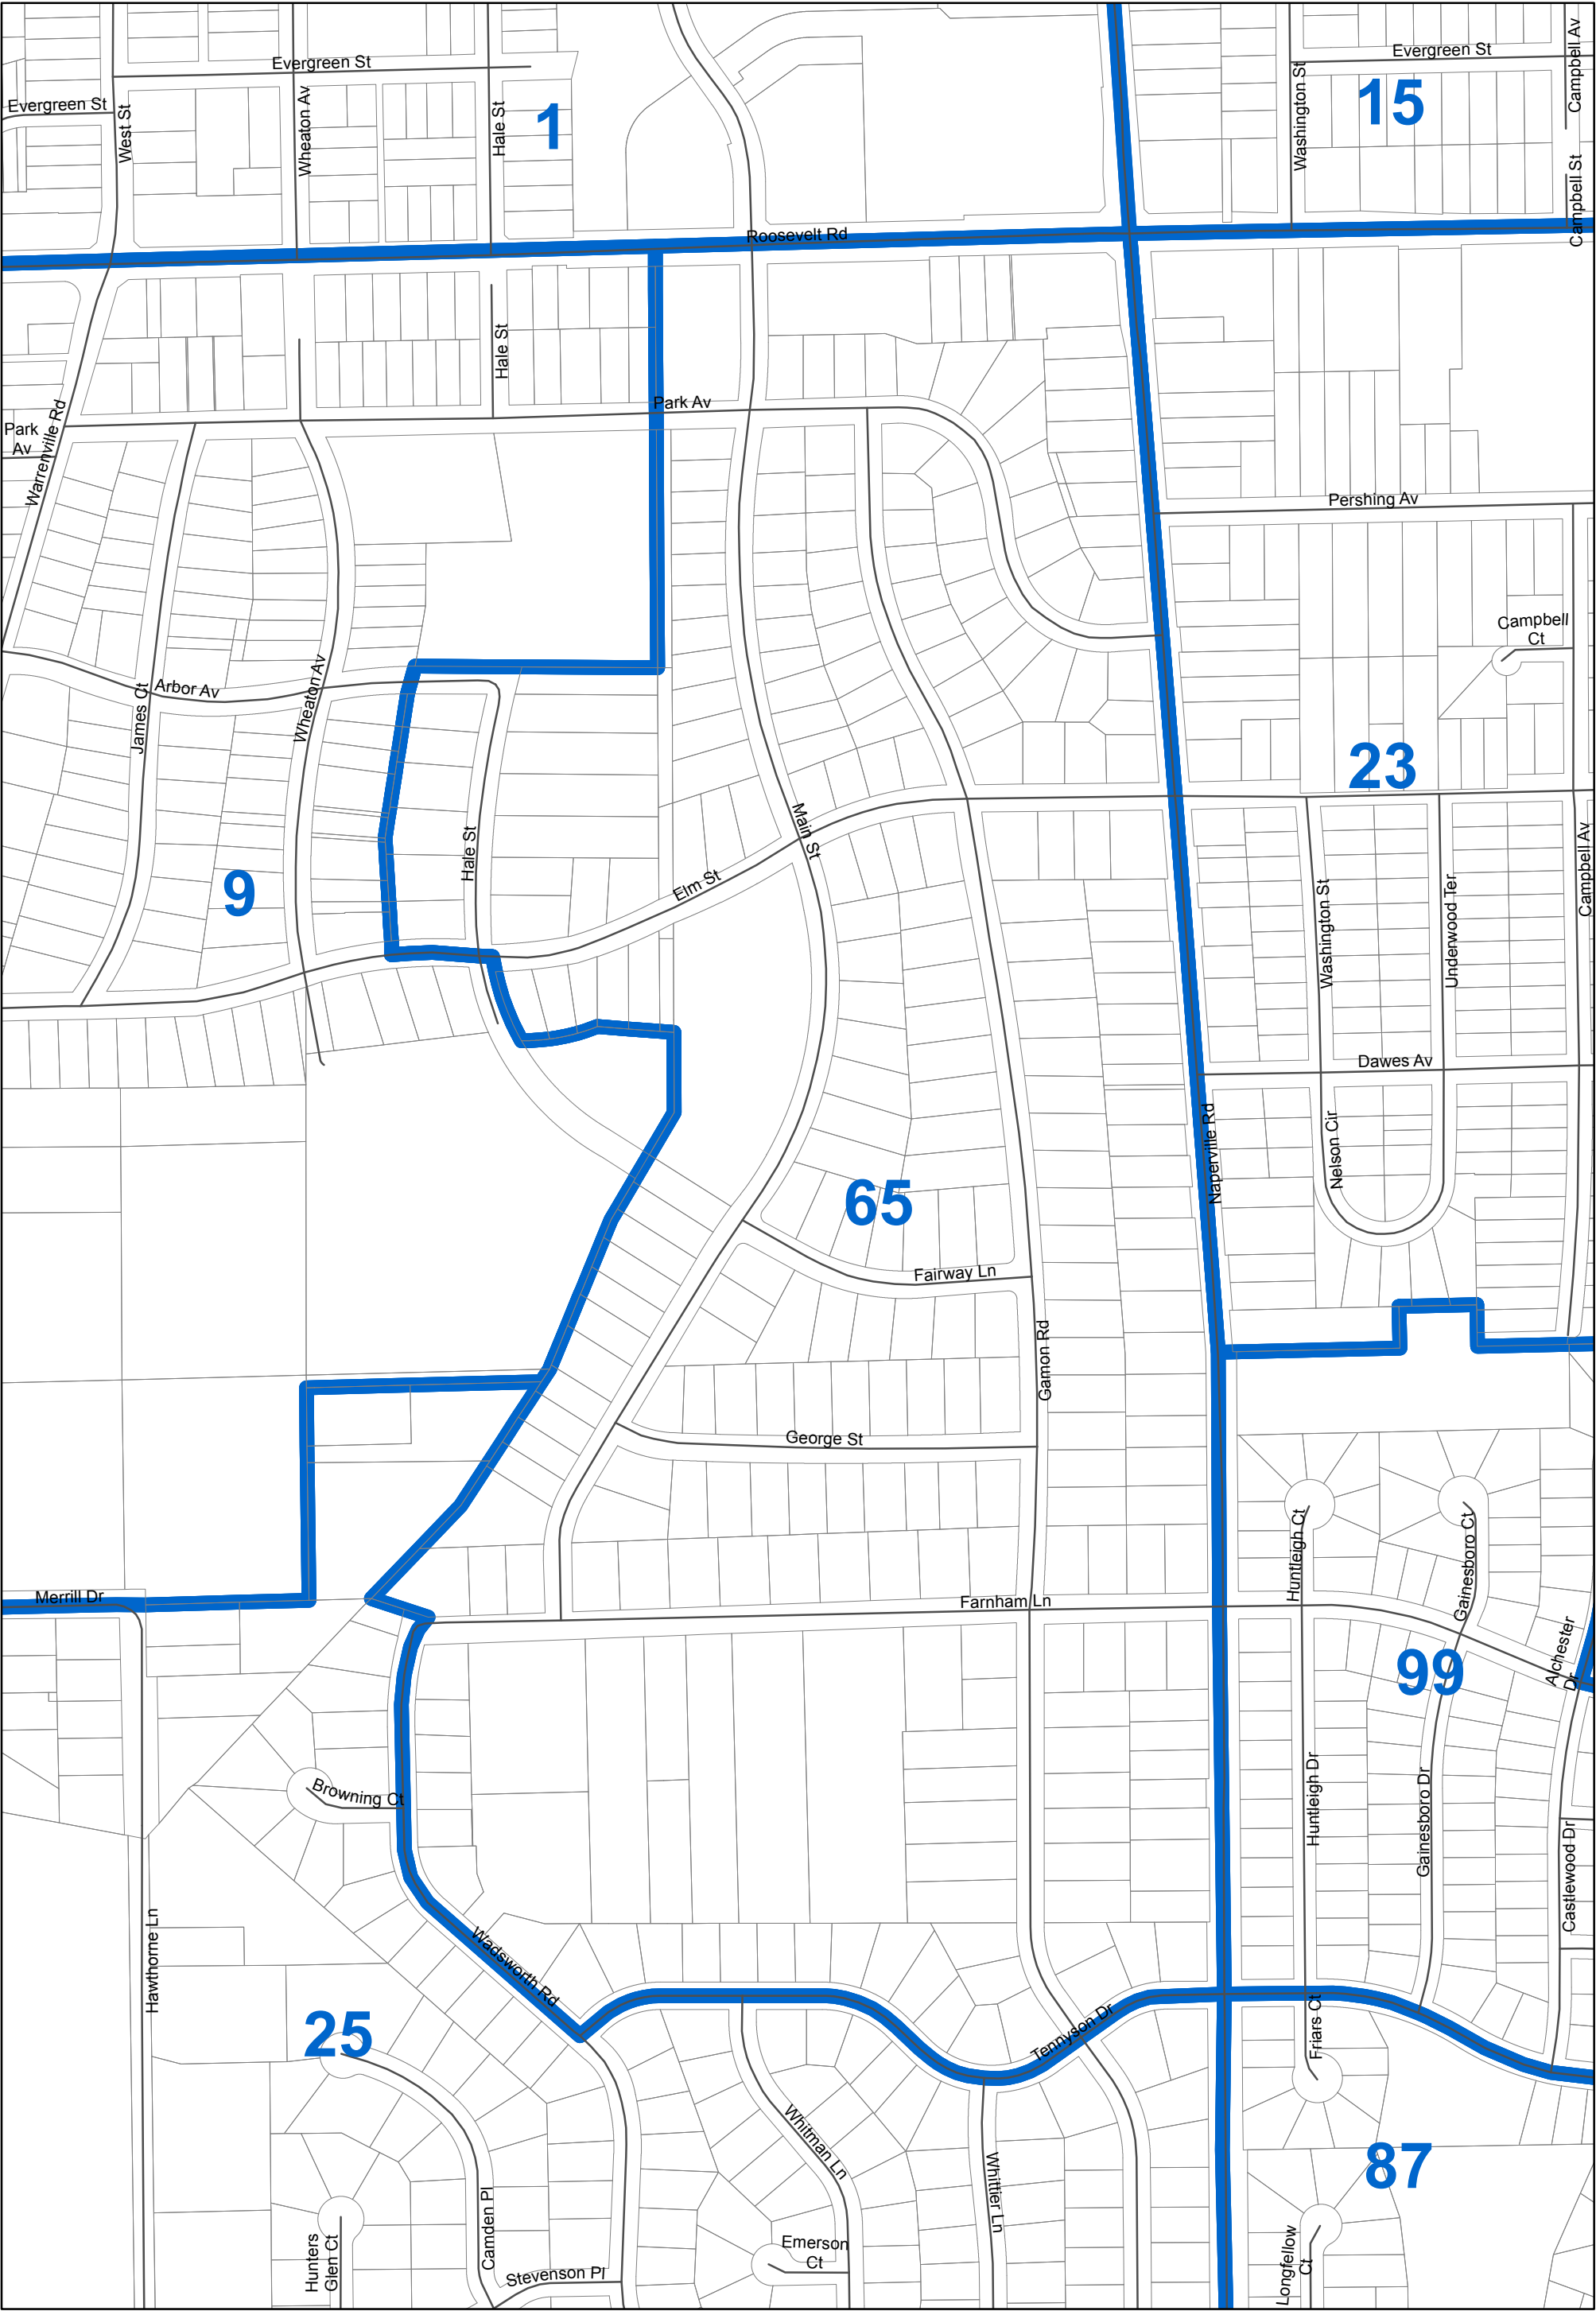 Evergreen St
Evergreen St
Evergreen St
West St
Wheaton Av
Hale St
1
15
Washington St
Campbell Av
Campbell St
Roosevelt Rd
Hale St
Park Av
Park
Av
Warrenville Rd
Pershing Av
Campbell
Ct
Arbor Av
James Ct
Wheaton Av
23
Main St
Hale St
Elm St
9
Washington St
Underwood Ter
Campbell Av
Dawes Av
Naperville Rd
Nelson Cir
65
Fairway Ln
Gamon Rd
George St
Huntleigh Ct
Gainesboro Ct
Merrill Dr
Farnham Ln
Alchester
Dr
99
Browning Ct
Huntleigh Dr
Gainesboro Dr
Castlewood Dr
Hawthorne Ln
Wadsworth Rd
25
Tennyson Dr
Friars Ct
Whitman Ln
Whittier Ln
87
Camden Pl
Hunters
Glen Ct
Stevenson Pl
Emerson
Ct
Longfellow
Ct